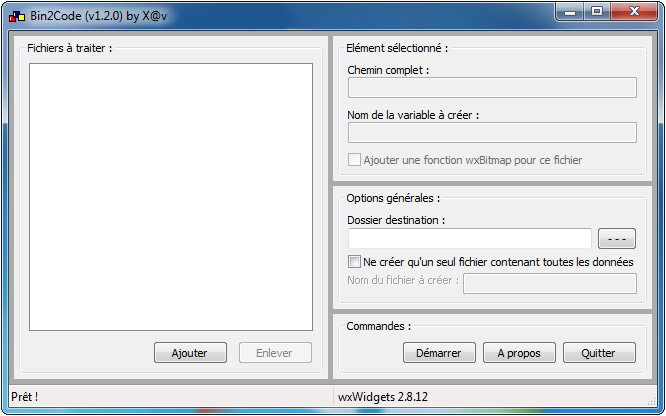 Bin2Code (v1.2.0) by X@v
Fichiers à traiter :
Ajouter
Enlever
Elément sélectionné :
Chemin complet :
Nom de la variable à créer :
Ajouter une fonction wxBitmap pour ce fichier
Options générales :
Dossier destination :
---
Ne créer qu'un seul fichier contenant toutes les données
Nom du fichier à créer :
Commandes :
Démarrer
A propos
Quitter
Prêt !
wxWidgets 2.8.12